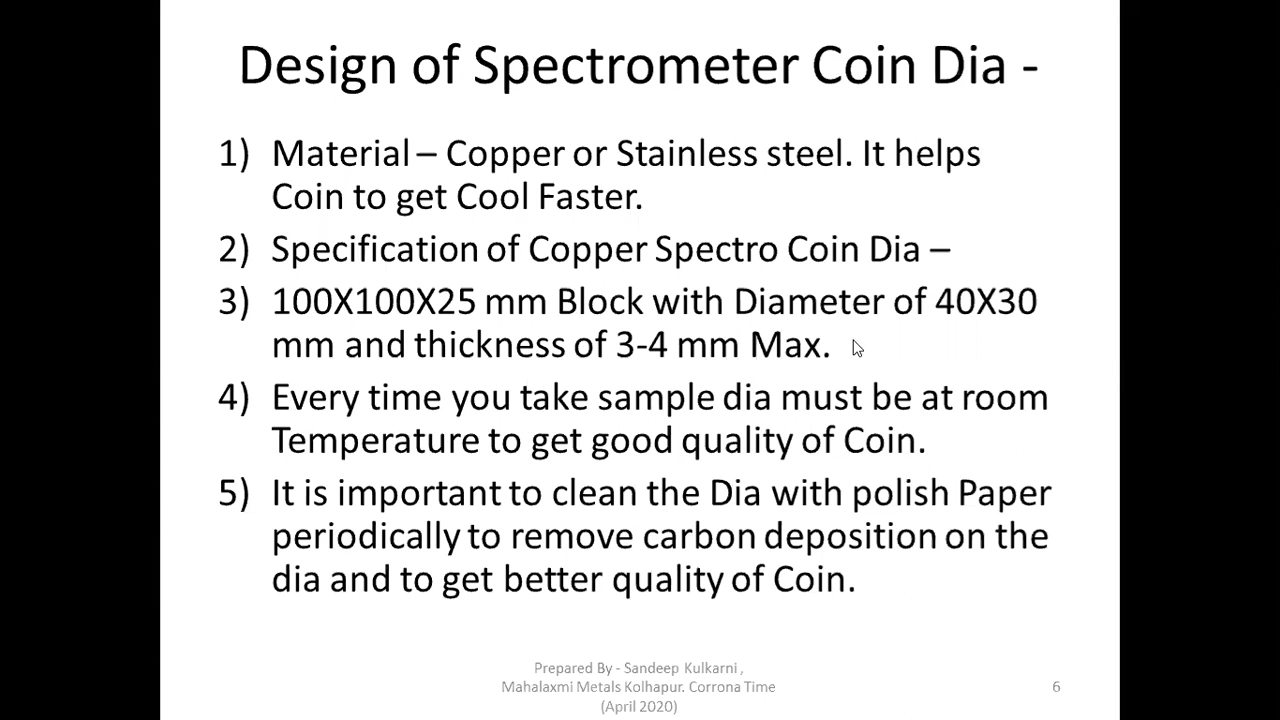 Design of Spectrometer Coin Dia -
1) Material – Copper or Stainless steel. It helps
Coin to get Cool Faster.
2) Specification of Copper Spectro Coin Dia –
3) 100X100X25 mm Block with Diameter of 40X30
mm and thickness of 3-4 mm Max.
4) Every time you take sample dia must be at room
Temperature to get good quality of Coin.
5) It is important to clean the Dia with polish Paper
periodically to remove carbon deposition on the
dia and to get better quality of Coin.
Prepared By - Sandeep Kulkarni ,
Mahalaxmi Metals Kolhapur. Corrona Time
(April 2020)
6